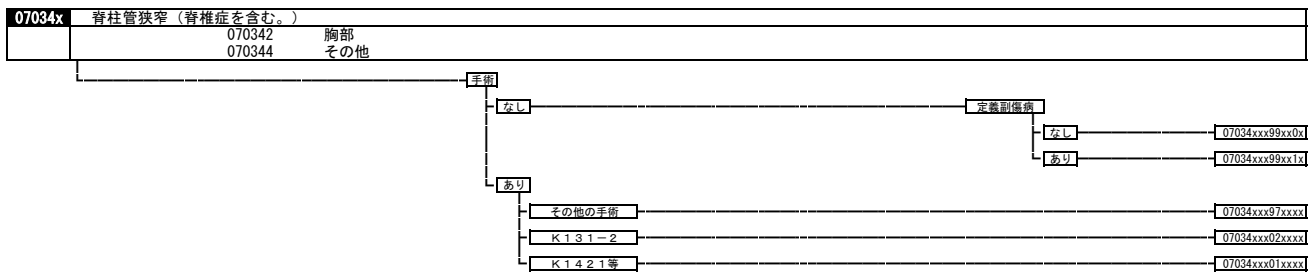 07034x 脊柱管狭窄（脊椎症を含む。）
070342 胸部
070344 その他
手術
なし 定義副傷病
なし 07034xxx99xx0x
あり 07034xxx99xx1x
あり
その他の手術 07034xxx97xxxx
Ｋ１３１－２ 07034xxx02xxxx
Ｋ１４２１等 07034xxx01xxxx